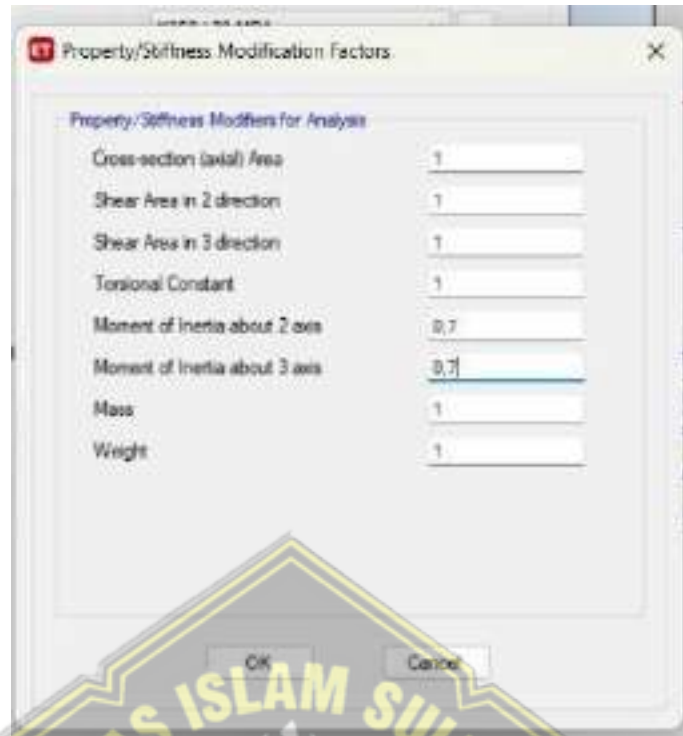 Property/Stiffness Modification Factors
Property/Stiffness Modifiers for Analysis
Cross-section (axial) Area 1
Shear Area in 2 direction 1
Shear Area in 3 direction 1
Torsional Constant 1
Moment of Inertia about 2 axis 0,7
Moment of Inertia about 3 axis 0,7
Mass 1
Weight 1
OK Cancel
ISLAM